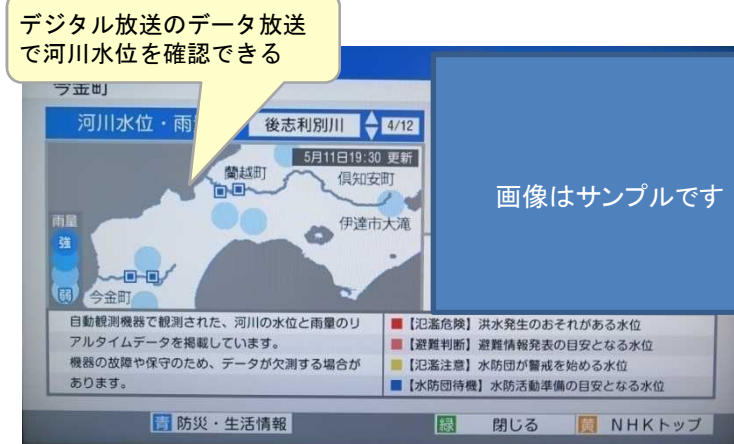 デジタル放送のデータ放送
で河川水位を確認できる
今金町
河川水位・雨
後志利別川
4/12
5月11日19:30 更新
蘭越町
倶知安町
伊達市大滝
今金町
雨量
強
弱
画像はサンプルです
自動観測機器で観測された、河川の水位と雨量のリ
アルタイムデータを掲載しています。
機器の故障や保守のため、データが欠測する場合が
あります。
【氾濫危険】洪水発生のおそれがある水位
【避難判断】避難情報発表の目安となる水位
【氾濫注意】水防団が警戒を始める水位
【水防団待機】水防活動準備の目安となる水位
青 防災・生活情報
緑 閉じる
黄 NHKトップ